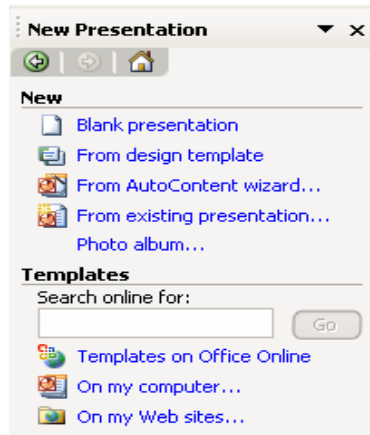 New Presentation
New
Blank presentation
From design template
From AutoContent wizard...
From existing presentation...
Photo album...
Templates
Search online for:
Go
Templates on Office Online
On my computer...
On my Web sites...